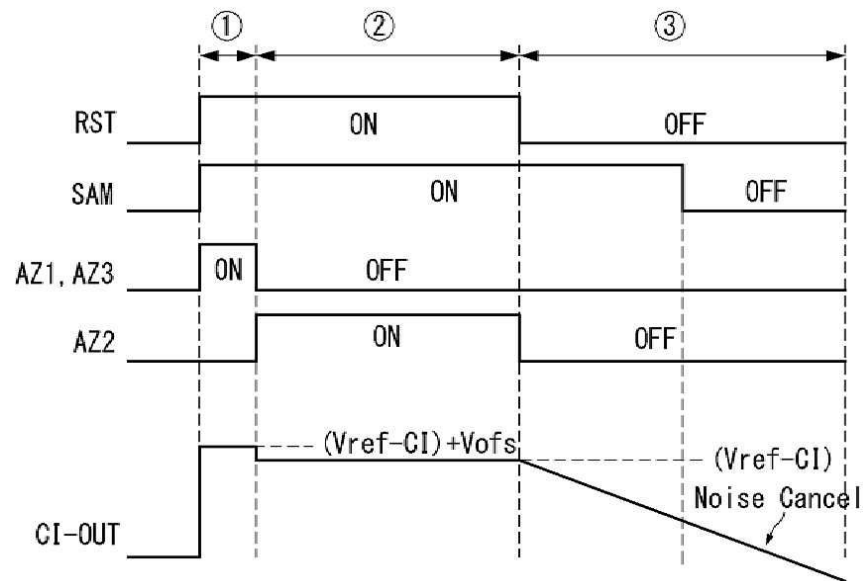 ① ② ③
RST ON OFF
SAM ON OFF
AZ1, AZ3 ON OFF
AZ2 ON OFF
(Vref-CI)+Vofs
(Vref-CI)
Noise Cancel
CI-OUT